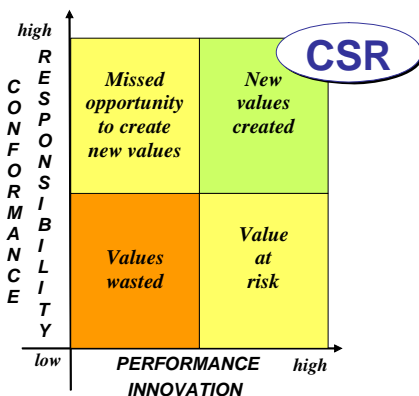 high
CSR
CONFORMANCE
RESPONSIBILITY
Missed
opportunity
to create
new values
New
values
created
Values
wasted
Value
at
risk
low
PERFORMANCE
high
INNOVATION